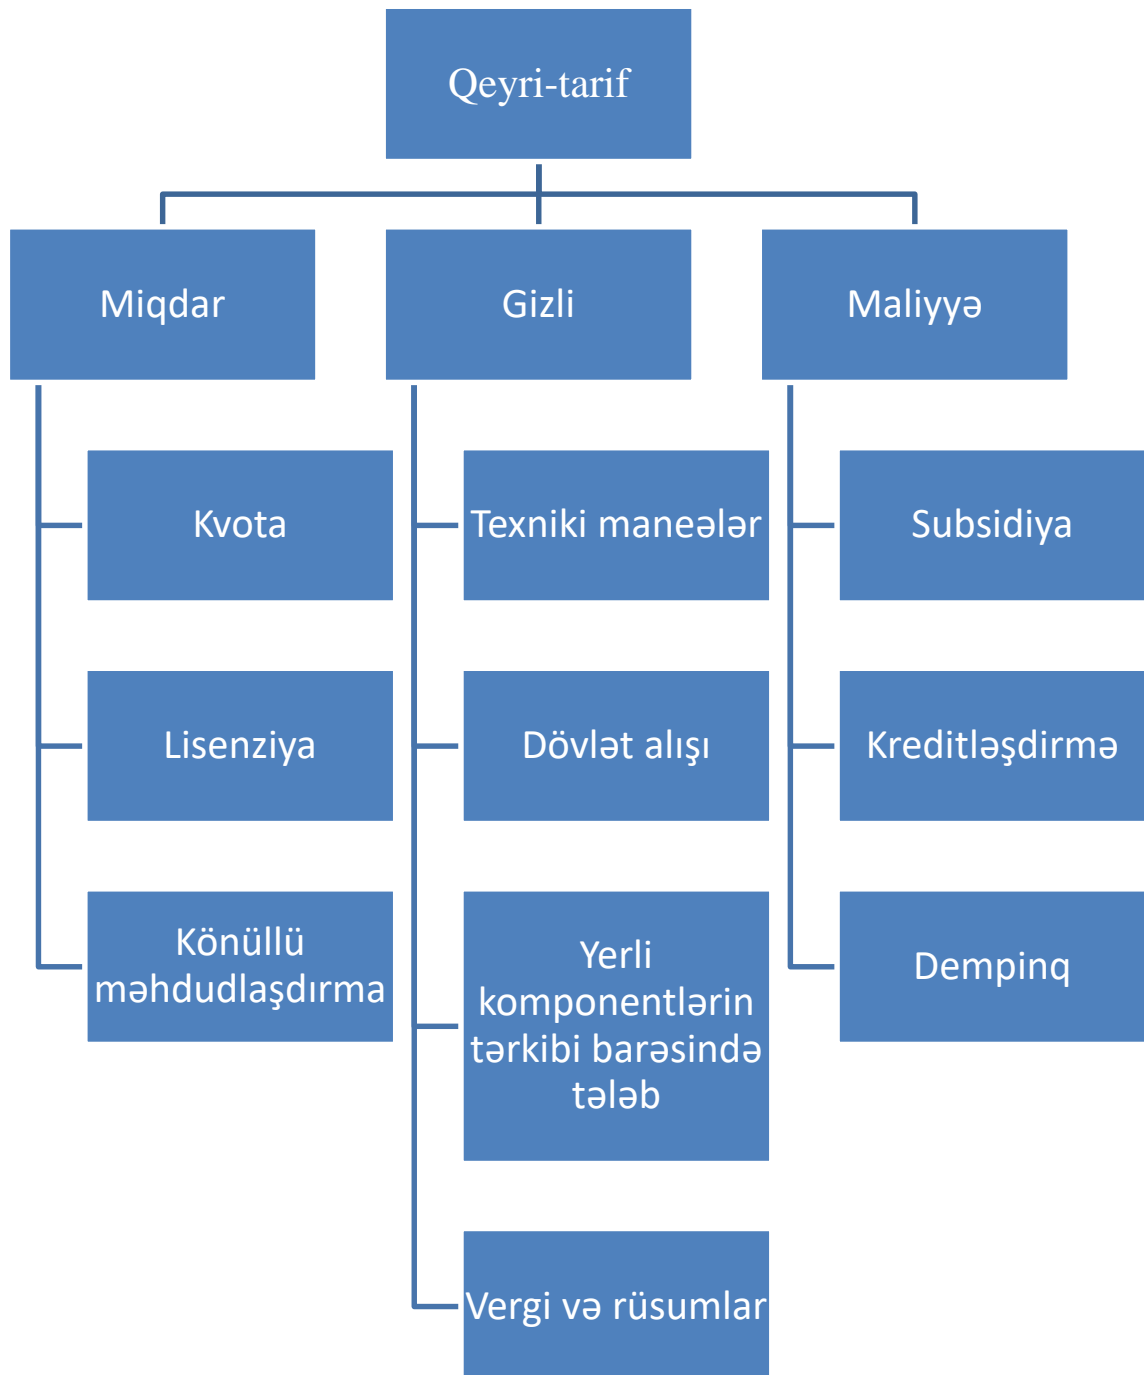 Qeyri-tarif
Miqdar
Gizli
Maliyyə
Kvota
Texniki maneələr
Subsidiya
Lisenziya
Dövlət alışı
Kreditləşdirmə
Könüllü
məhdudlaşdırma
Yerli
komponentlərin
tərkibi barəsində
tələb
Dempinq
Vergi və rüsumlar